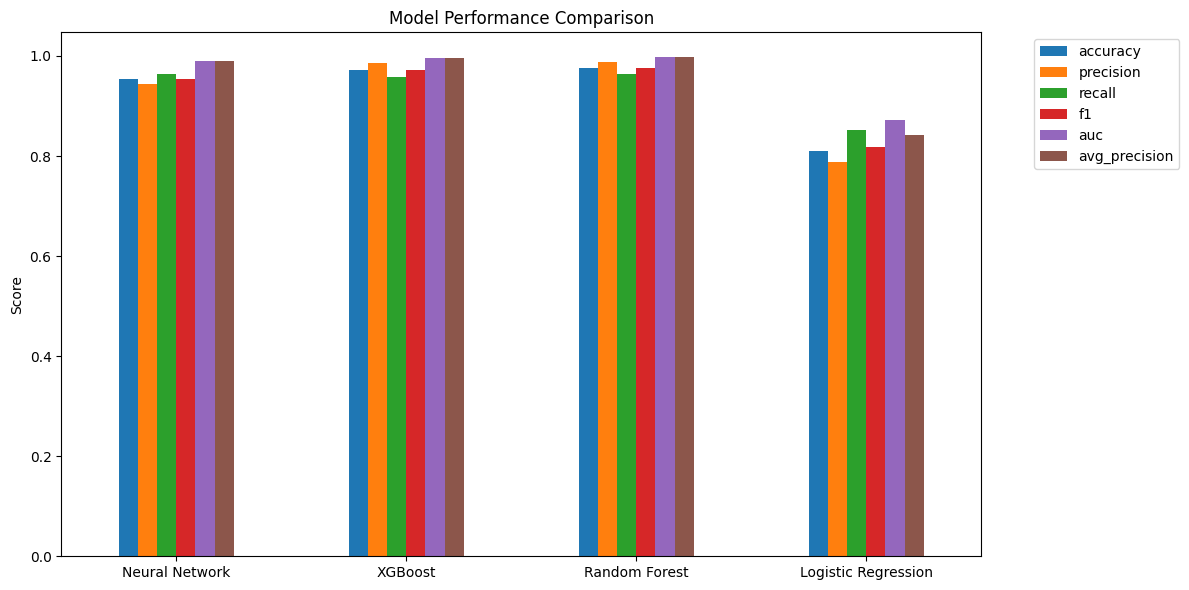 Model Performance Comparison
1.0
0.8
0.6
0.4
0.2
0.0
Score
Neural Network
XGBoost
Random Forest
Logistic Regression
accuracy
precision
recall
f1
auc
avg_precision